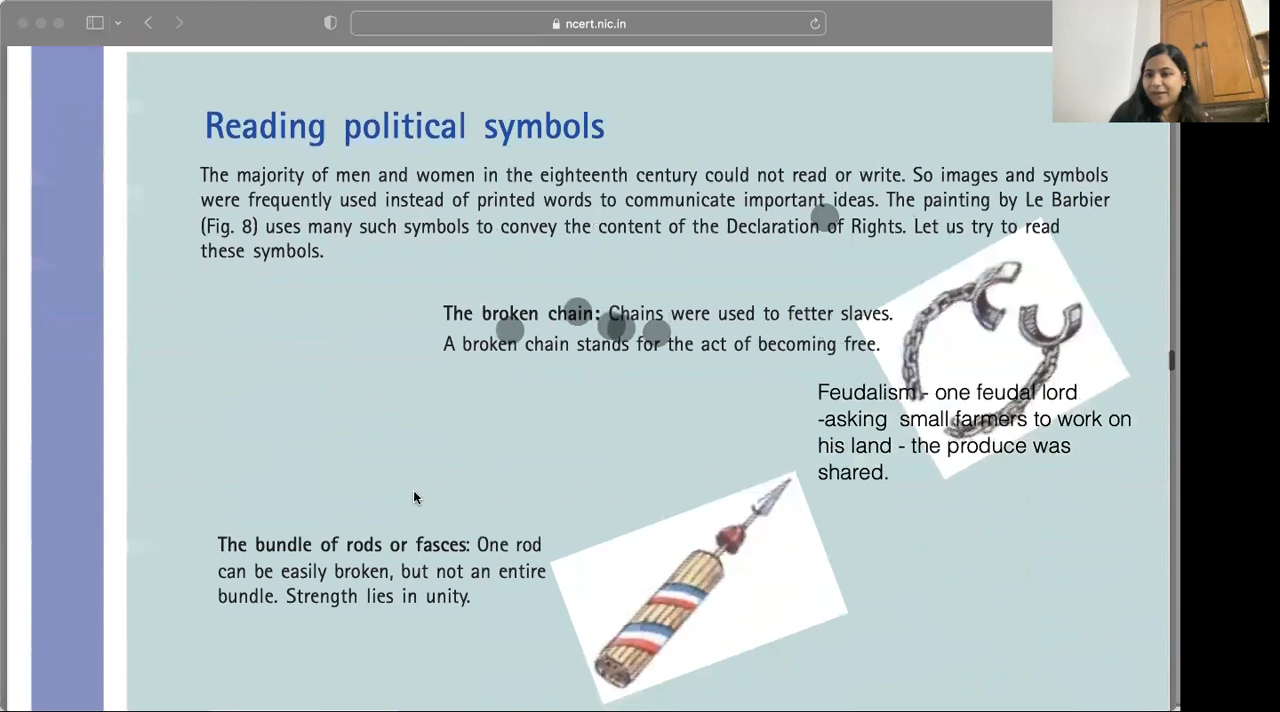 ncert.nic.in
Reading political symbols
The majority of men and women in the eighteenth century could not read or write. So images and symbols
were frequently used instead of printed words to communicate important ideas. The painting by Le Barbier
(Fig. 8) uses many such symbols to convey the content of the Declaration of Rights. Let us try to read
these symbols.
The broken chain: Chains were used to fetter slaves.
A broken chain stands for the act of becoming free.
Feudalism - one feudal lord
-asking small farmers to work on
his land - the produce was
shared.
The bundle of rods or fasces: One rod
can be easily broken, but not an entire
bundle. Strength lies in unity.